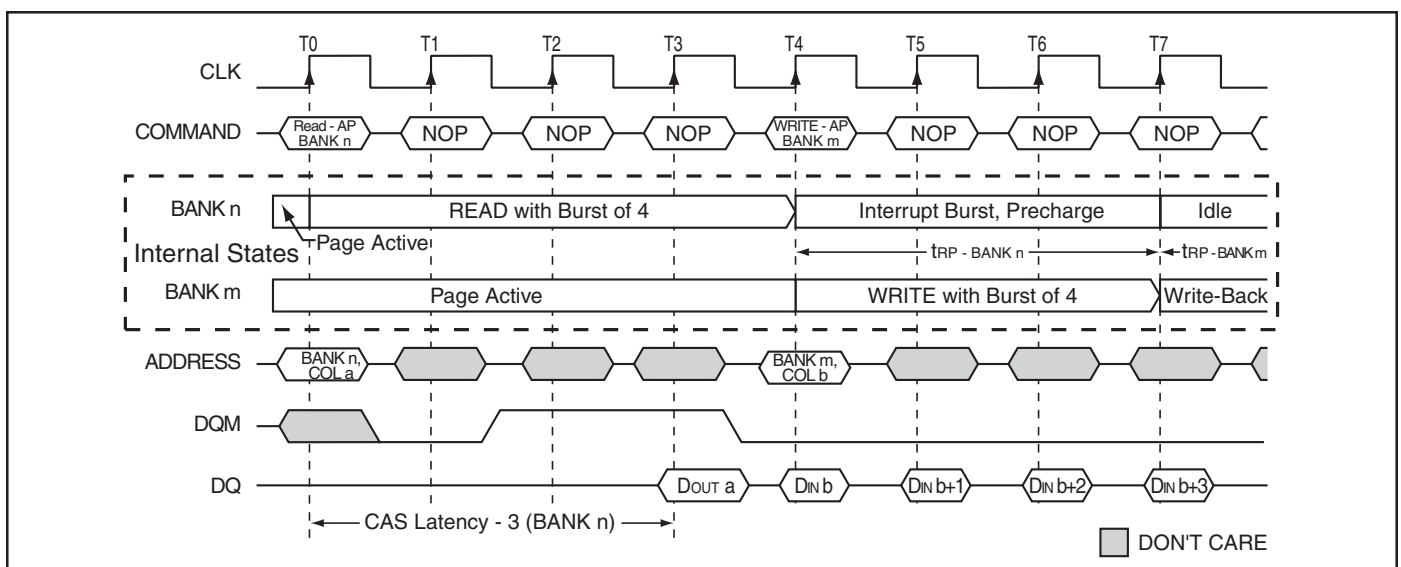 T0 T1 T2 T3 T4 T5 T6 T7
CLK
COMMAND Read - AP BANK n NOP NOP NOP WRITE - AP BANK m NOP NOP NOP
BANK n READ with Burst of 4 Interrupt Burst, Precharge Idle
Page Active tRP - BANK n tRP - BANK m
Internal States
BANK m Page Active WRITE with Burst of 4 Write-Back
ADDRESS BANK n, COL a BANK m, COL b
DQM
DQ DOUT a DIN b DIN b+1 DIN b+2 DIN b+3
CAS Latency - 3 (BANK n)
DON'T CARE